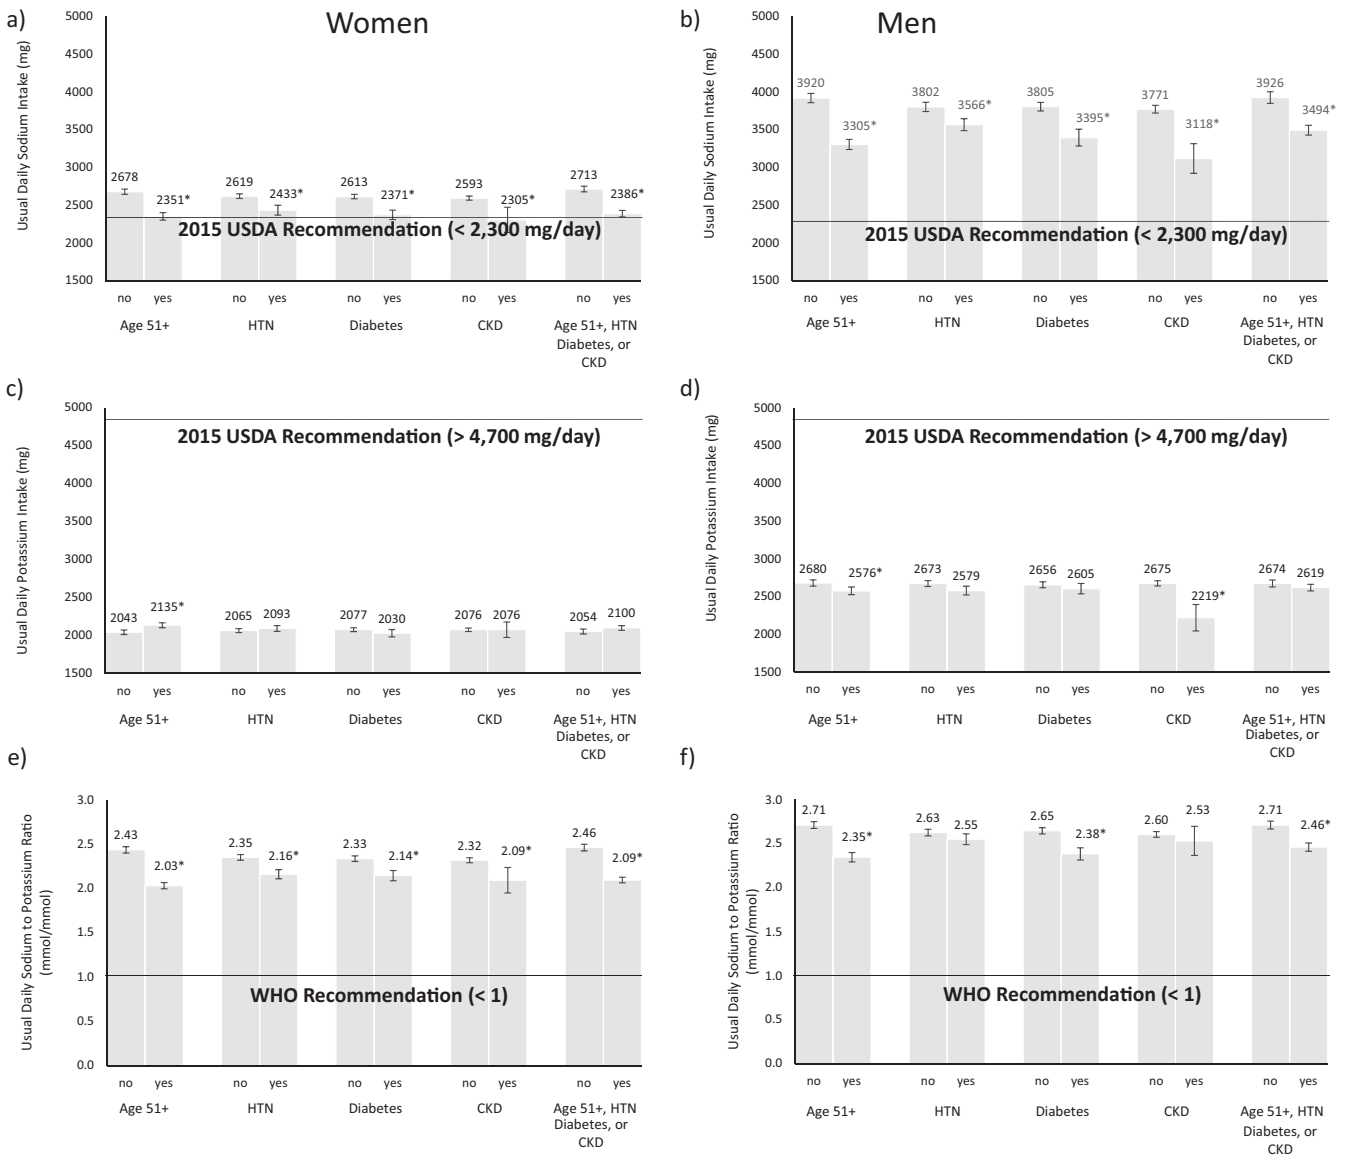 a)
Women
Usual Daily Sodium Intake (mg)
5000
4500
4000
3500
3000
2500
2000
1500
2678
2351*
2619
2433*
2613
2371*
2593
2305*
2713
2386*
2015 USDA Recommendation (< 2,300 mg/day)
no yes no yes no yes no yes no yes
Age 51+
HTN
Diabetes
CKD
Age 51+, HTN
Diabetes, or
CKD
b)
Men
Usual Daily Sodium Intake (mg)
5000
4500
4000
3500
3000
2500
2000
1500
3920
3305*
3802
3566*
3805
3395*
3771
3118*
3926
3494*
2015 USDA Recommendation (< 2,300 mg/day)
no yes no yes no yes no yes no yes
Age 51+
HTN
Diabetes
CKD
Age 51+, HTN
Diabetes, or
CKD
c)
Usual Daily Potassium Intake (mg)
5000
4500
4000
3500
3000
2500
2000
1500
2015 USDA Recommendation (> 4,700 mg/day)
2043
2135*
2065
2093
2077
2030
2076
2076
2054
2100
no yes no yes no yes no yes no yes
Age 51+
HTN
Diabetes
CKD
Age 51+, HTN
Diabetes, or
CKD
d)
Usual Daily Potassium Intake (mg)
5000
4500
4000
3500
3000
2500
2000
1500
2015 USDA Recommendation (> 4,700 mg/day)
2680
2576*
2673
2579
2656
2605
2675
2219*
2674
2619
no yes no yes no yes no yes no yes
Age 51+
HTN
Diabetes
CKD
Age 51+, HTN
Diabetes, or
CKD
e)
Usual Daily Sodium to Potassium Ratio
(mmol/mmol)
3.0
2.5
2.0
1.5
1.0
0.5
0.0
2.43
2.03*
2.35
2.16*
2.33
2.14*
2.32
2.09*
2.46
2.09*
WHO Recommendation (< 1)
no yes no yes no yes no yes no yes
Age 51+
HTN
Diabetes
CKD
Age 51+, HTN
Diabetes, or
CKD
f)
Usual Daily Sodium to Potassium Ratio
(mmol/mmol)
3.0
2.5
2.0
1.5
1.0
0.5
0.0
2.71
2.35*
2.63
2.55
2.65
2.38*
2.60
2.53
2.71
2.46*
WHO Recommendation (< 1)
no yes no yes no yes no yes no yes
Age 51+
HTN
Diabetes
CKD
Age 51+, HTN
Diabetes, or
CKD